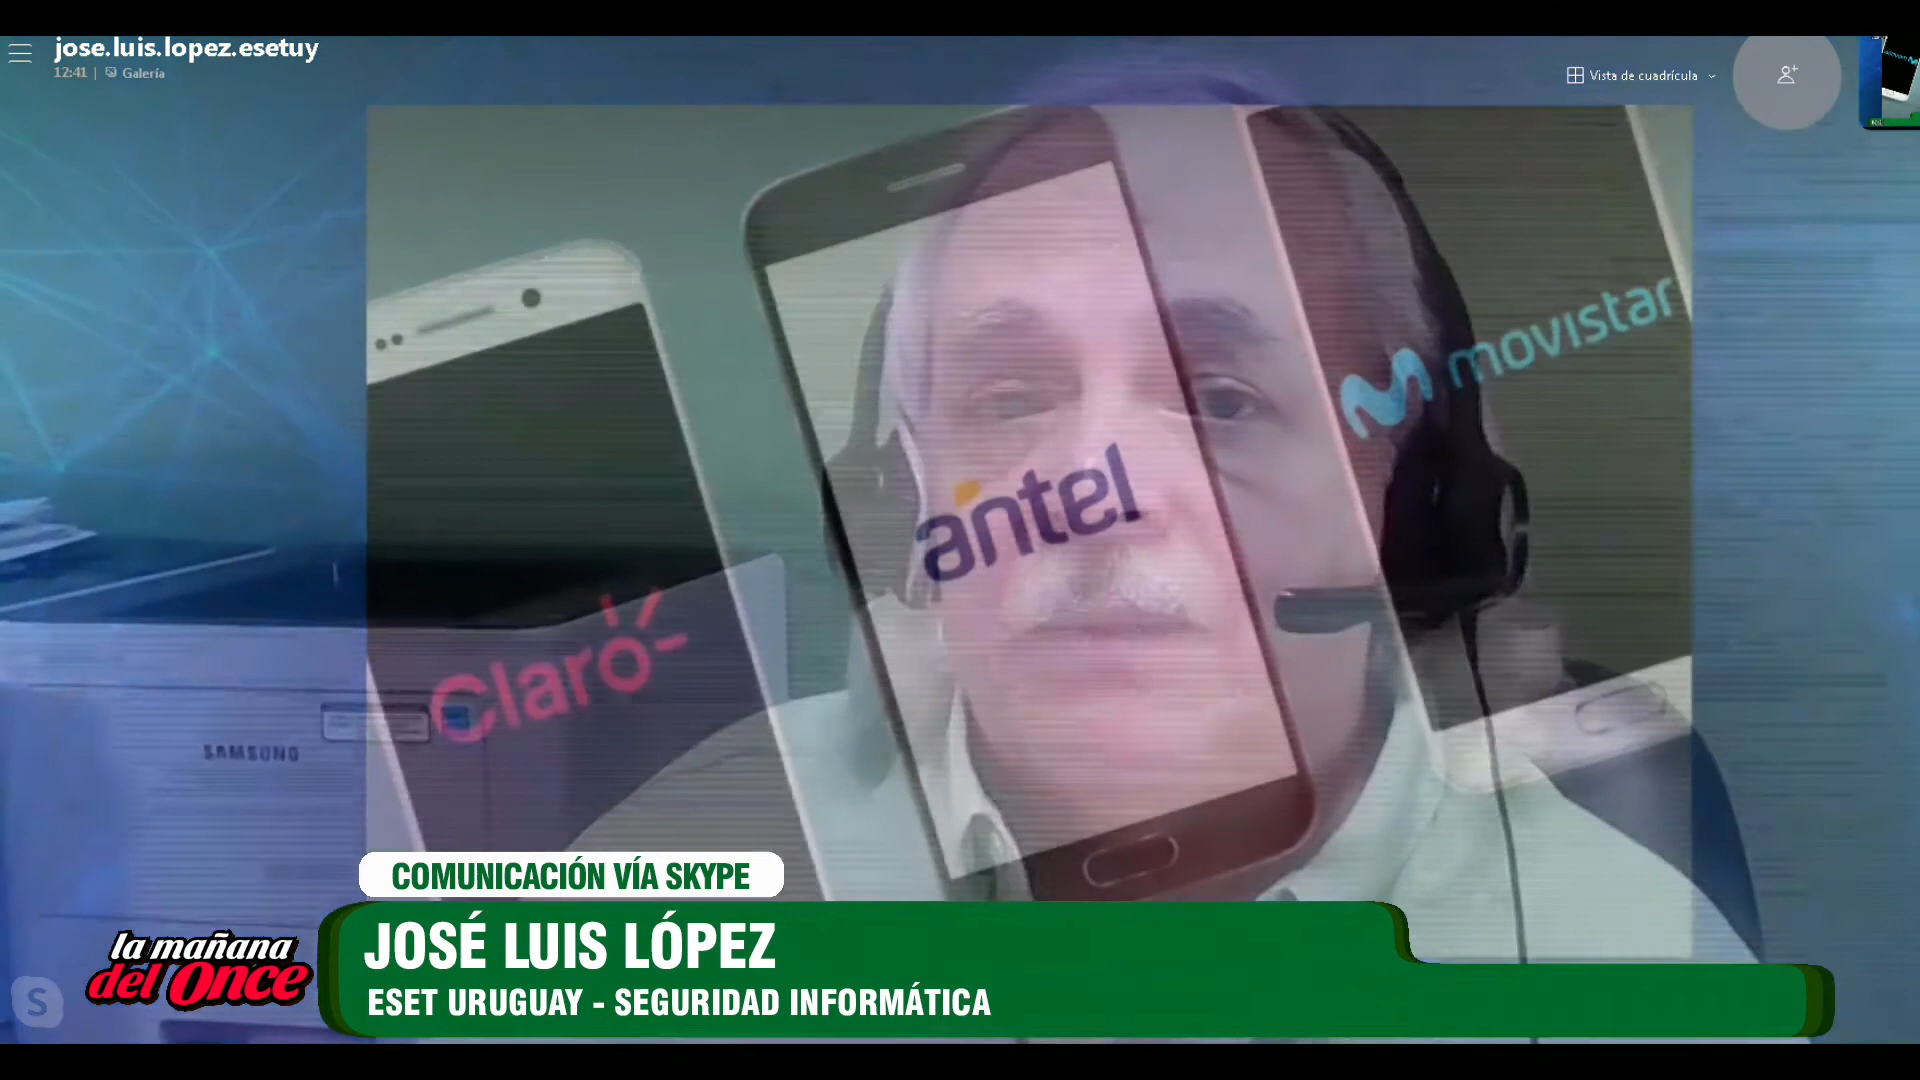 jose.luis.lopez.esetuy
12:41 | Galería
Vista de cuadrícula
movistar
antel
Claro
SAMSUNG
COMUNICACIÓN VÍA SKYPE
JOSÉ LUIS LÓPEZ
ESET URUGUAY - SEGURIDAD INFORMÁTICA
la mañana
del Once
S